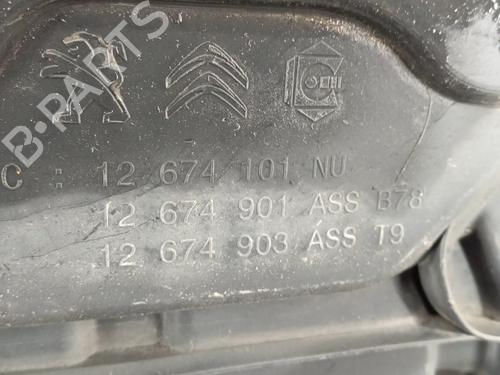 B-PARTS
C : 12 674 101 NU
12 674 901 ASS B78
12 674 903 ASS T9